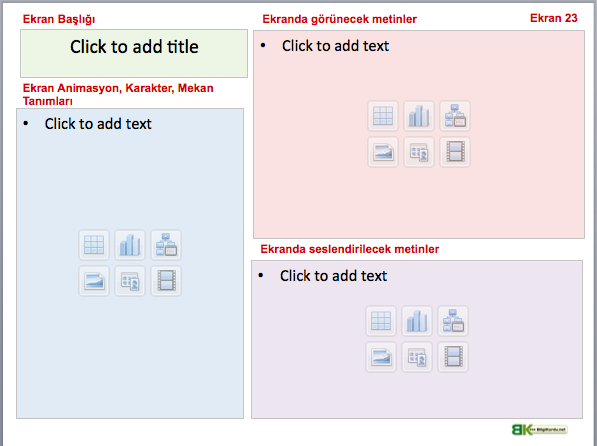 Ekran Başlığı
Click to add title
Ekran Animasyon, Karakter, Mekan
Tanımları
• Click to add text
Ekranda görünecek metinler
Ekran 23
• Click to add text
Ekranda seslendirilecek metinler
• Click to add text
BK BilgiKurdu.net